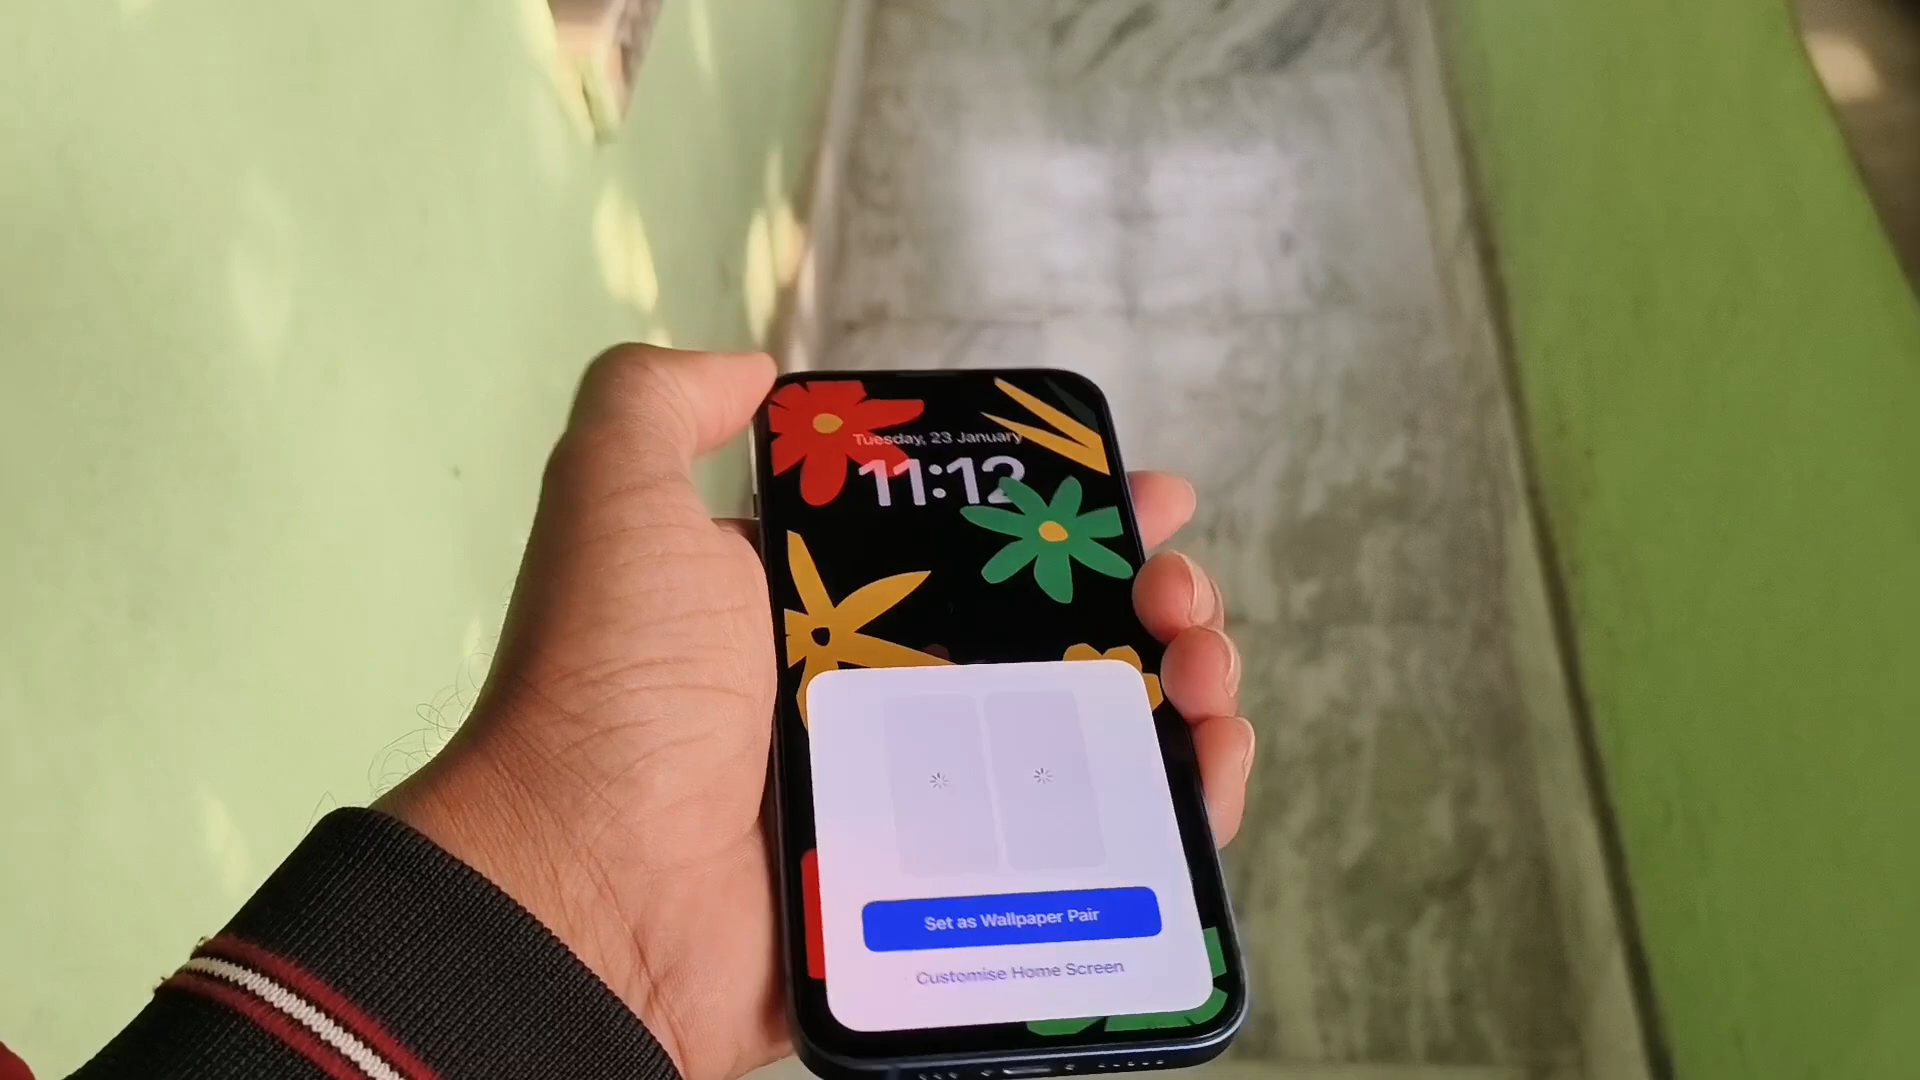 Tuesday, 23 January
11:12
Set as Wallpaper Pair
Customise Home Screen